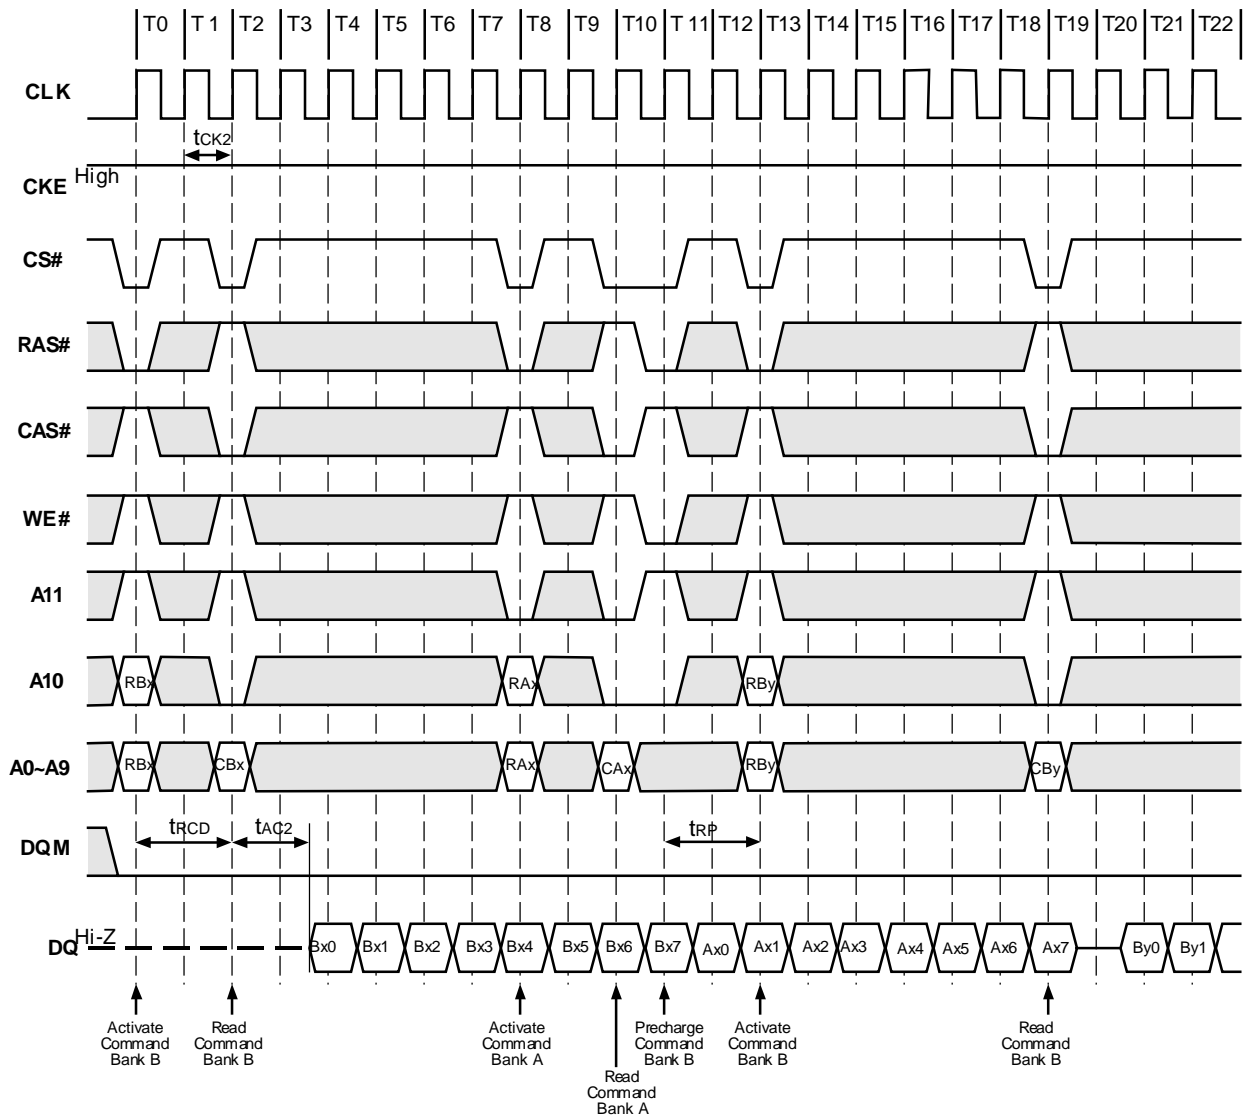 T0 T 1 T2 T3 T4 T5 T6 T7 T8 T9 T10 T 11 T12 T13 T14 T15 T16 T17 T18 T19 T20 T21 T22
CLK
tCK2
High
CKE
CS#
RAS#
CAS#
WE#
A11
A10
RBx RAx RBy
A0~A9
RBx CBx RAx CAx RBy CBy
tRCD tAC2 tRP
DQM
Hi-Z
DQ
Bx0 Bx1 Bx2 Bx3 Bx4 Bx5 Bx6 Bx7 Ax0 Ax1 Ax2 Ax3 Ax4 Ax5 Ax6 Ax7 By0 By1
Activate
Command
Bank B
Read
Command
Bank B
Activate
Command
Bank A
Read
Command
Bank A
Precharge
Command
Bank B
Activate
Command
Bank B
Read
Command
Bank B